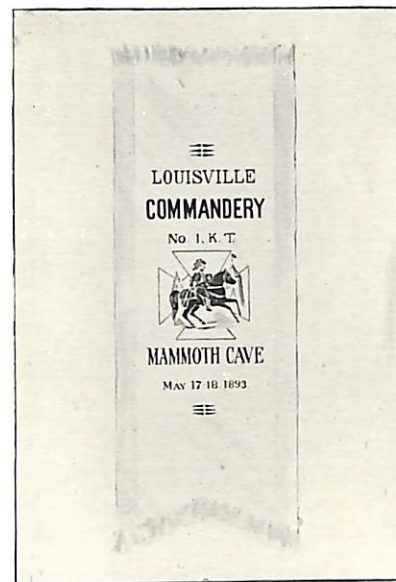 LOUISVILLE
COMMANDERY
No 1, K. T.
MAMMOTH CAVE
MAY 17-18 1893